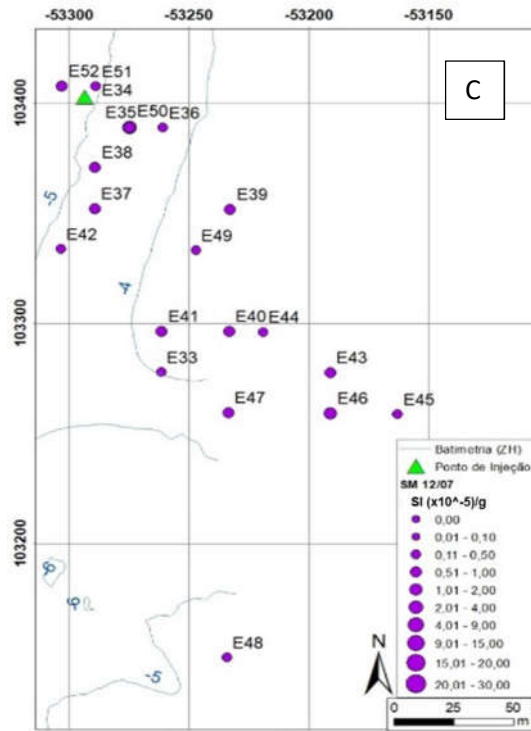 -53300 -53250 -53200 -53150
C
103400
E52 E51
E34
E35 E50 E36
E38
-5
E37 E39
E42 E49
-4
103300
E41 E40 E44
E33 E43
E47 E46 E45
Batimetria (ZH)
Ponto de Injeção
SM 12/07
SI (x10^-5)/g
0,00
0,01 - 0,10
0,11 - 0,50
0,51 - 1,00
1,01 - 2,00
2,01 - 4,00
4,01 - 9,00
9,01 - 15,00
15,01 - 20,00
20,01 - 30,00
103200
E48
-5
N
0 25 50
m